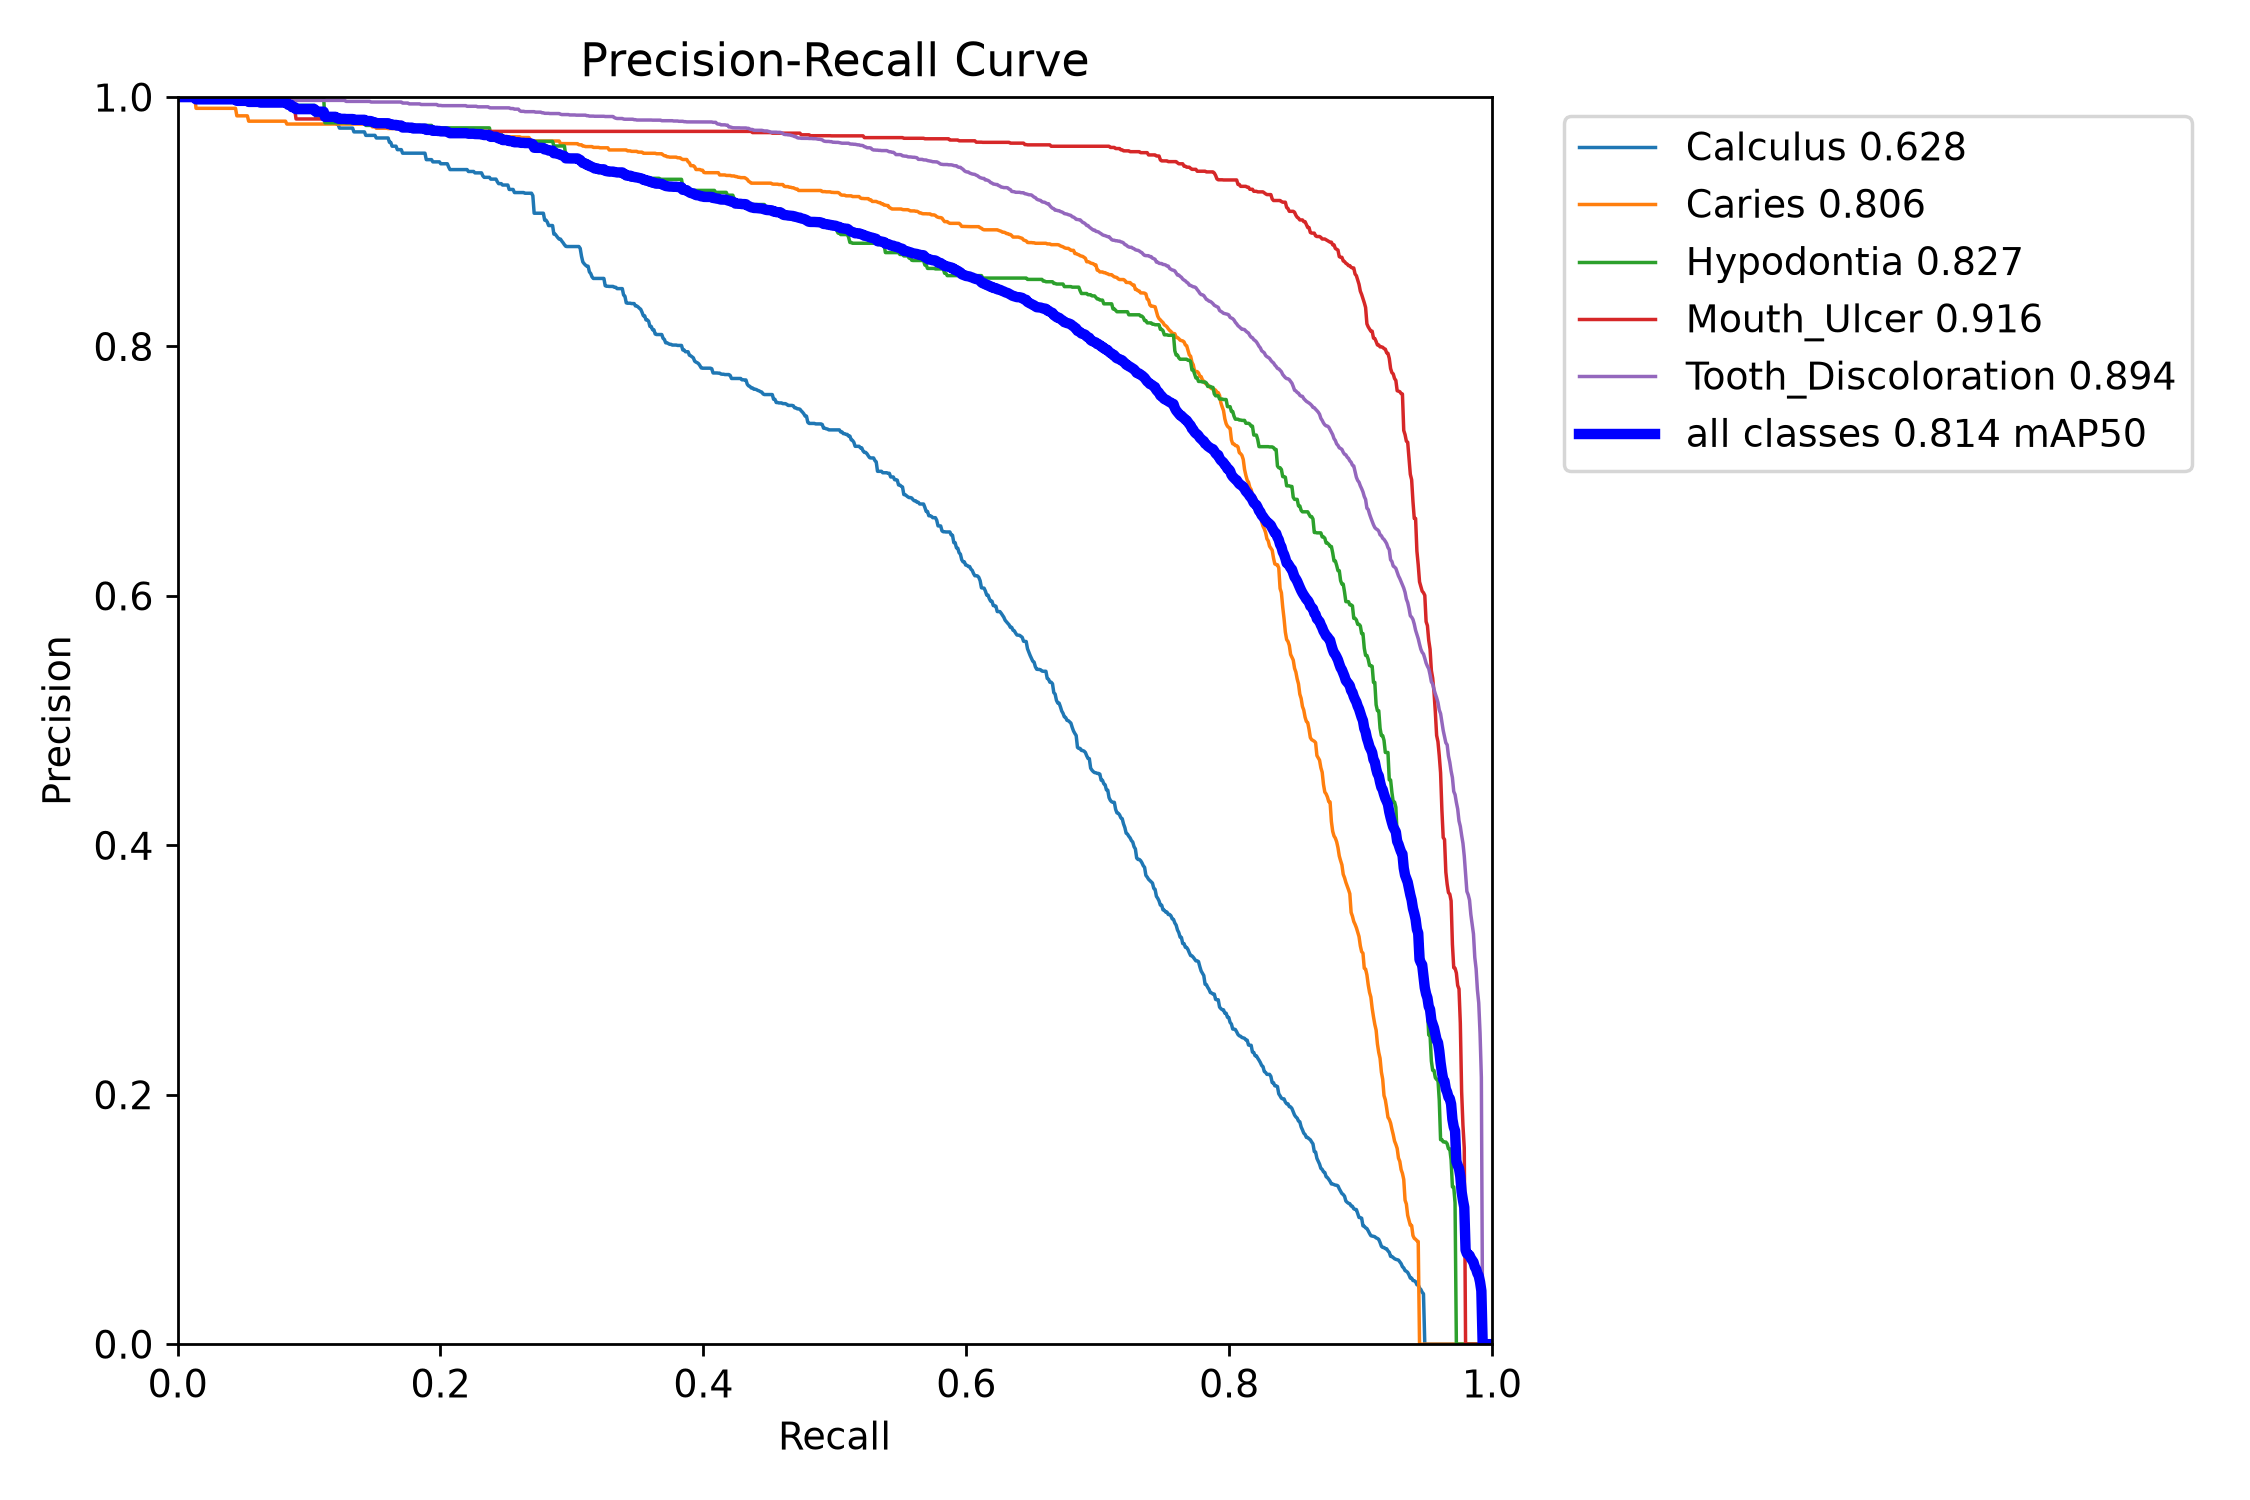 Precision-Recall Curve
1.0
0.8
0.6
0.4
0.2
0.0
Precision
0.0 0.2 0.4 0.6 0.8 1.0
Recall
Calculus 0.628
Caries 0.806
Hypodontia 0.827
Mouth_Ulcer 0.916
Tooth_Discoloration 0.894
all classes 0.814 mAP50